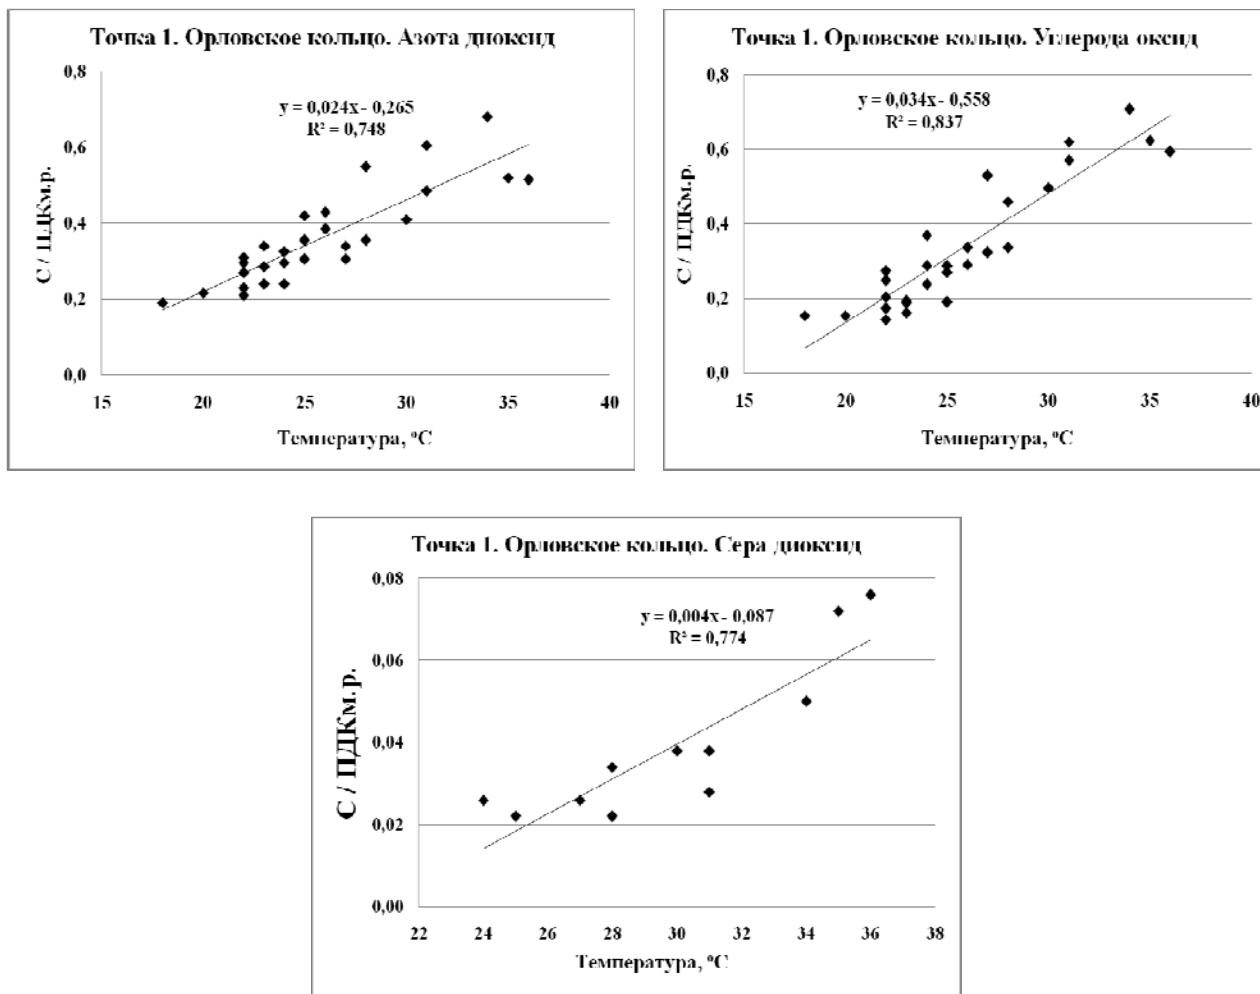 Точка 1. Орловское кольцо. Азота диоксид
0,8
y = 0,024x - 0,265
R² = 0,748
0,6
С / ПДКм.р.
0,4
0,2
0,0
15 20 25 30 35 40
Температура, ºС
Точка 1. Орловское кольцо. Углерода оксид
0,8
y = 0,034x - 0,558
R² = 0,837
0,6
С / ПДКм.р.
0,4
0,2
0,0
15 20 25 30 35 40
Температура, ºС
Точка 1. Орловское кольцо. Сера диоксид
0,08
y = 0,004x - 0,087
R² = 0,774
0,06
С / ПДКм.р.
0,04
0,02
0,00
22 24 26 28 30 32 34 36 38
Температура, ºС